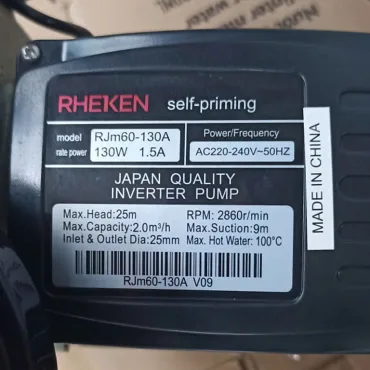 RHEKEN self-priming
model RJm60-130A
rate power 130W 1.5A
Power/Frequency
AC220-240V~50HZ
JAPAN QUALITY
INVERTER PUMP
Max.Head:25m RPM: 2860r/min
Max.Capacity:2.0m³/h Max.Suction:9m
Inlet & Outlet Dia:25mm Max. Hot Water: 100°C
RJm60-130A V09
MADE IN CHINA